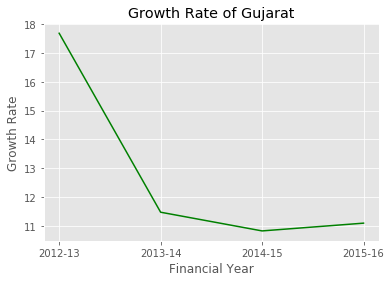 Growth Rate of Gujarat
18
17
16
15
14
13
12
11
Growth Rate
2012-13 2013-14 2014-15 2015-16
Financial Year